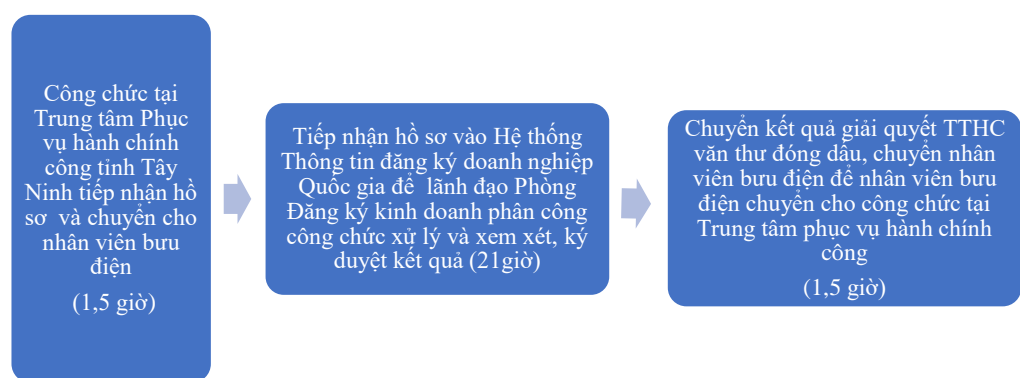 Công chức tại
Trung tâm Phục
vụ hành chính
công tỉnh Tây
Ninh tiếp nhận hồ
sơ và chuyển cho
nhân viên bưu
điện
(1,5 giờ)
Tiếp nhận hồ sơ vào Hệ thống
Thông tin đăng ký doanh nghiệp
Quốc gia để lãnh đạo Phòng
Đăng ký kinh doanh phân công
công chức xử lý và xem xét, ký
duyệt kết quả (21giờ)
Chuyển kết quả giải quyết TTHC
văn thư đóng dấu, chuyển nhân
viên bưu điện để nhân viên bưu
điện chuyển cho công chức tại
Trung tâm phục vụ hành chính
công
(1,5 giờ)